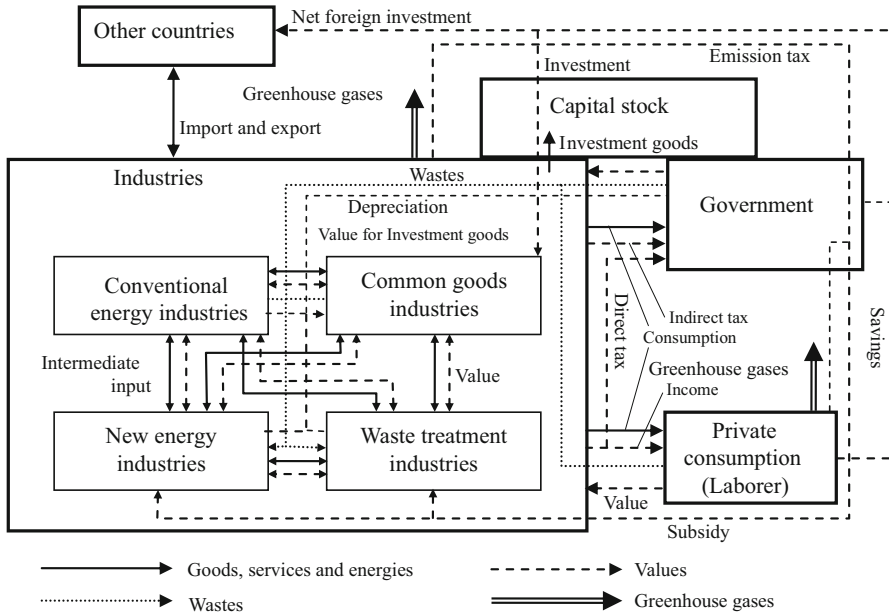 Net foreign investment
Other countries
Emission tax
Investment
Greenhouse gases
Capital stock
Import and export
Investment goods
Industries
Wastes
Depreciation
Government
Value for Investment goods
Conventional
energy industries
Common goods
industries
Direct tax
Indirect tax
Consumption
Savings
Intermediate
input
Value
Greenhouse gases
Income
New energy
industries
Waste treatment
industries
Private
consumption
(Laborer)
Value
Subsidy
Goods, services and energies
Values
Wastes
Greenhouse gases